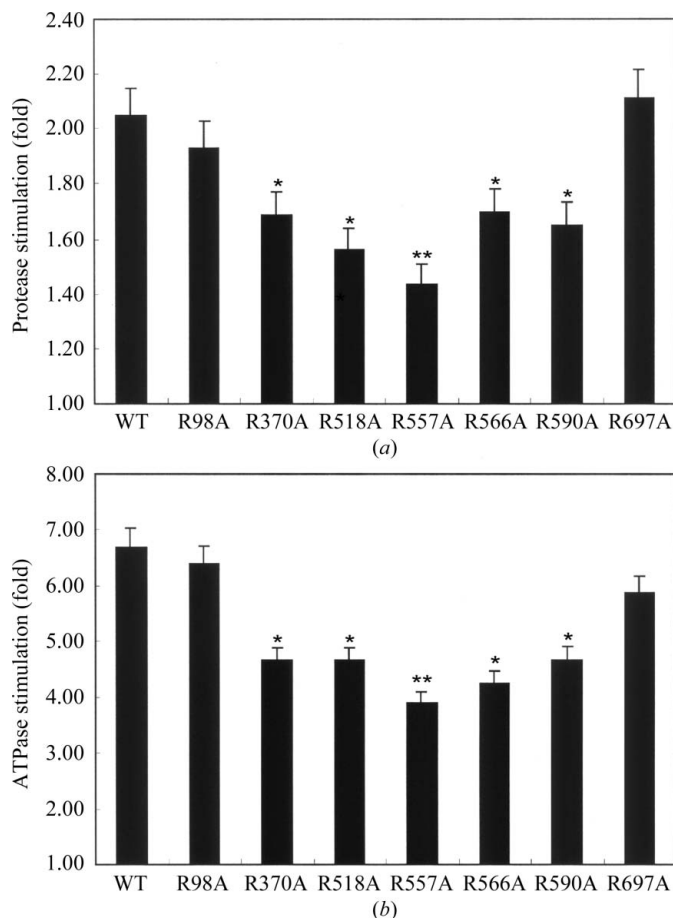 2.40
2.20
2.00
1.80
1.60
1.40
1.20
1.00
Protease stimulation (fold)
* * ** * *
*
WT R98A R370A R518A R557A R566A R590A R697A
(a)
8.00
7.00
6.00
5.00
4.00
3.00
2.00
1.00
ATPase stimulation (fold)
* * ** * *
WT R98A R370A R518A R557A R566A R590A R697A
(b)